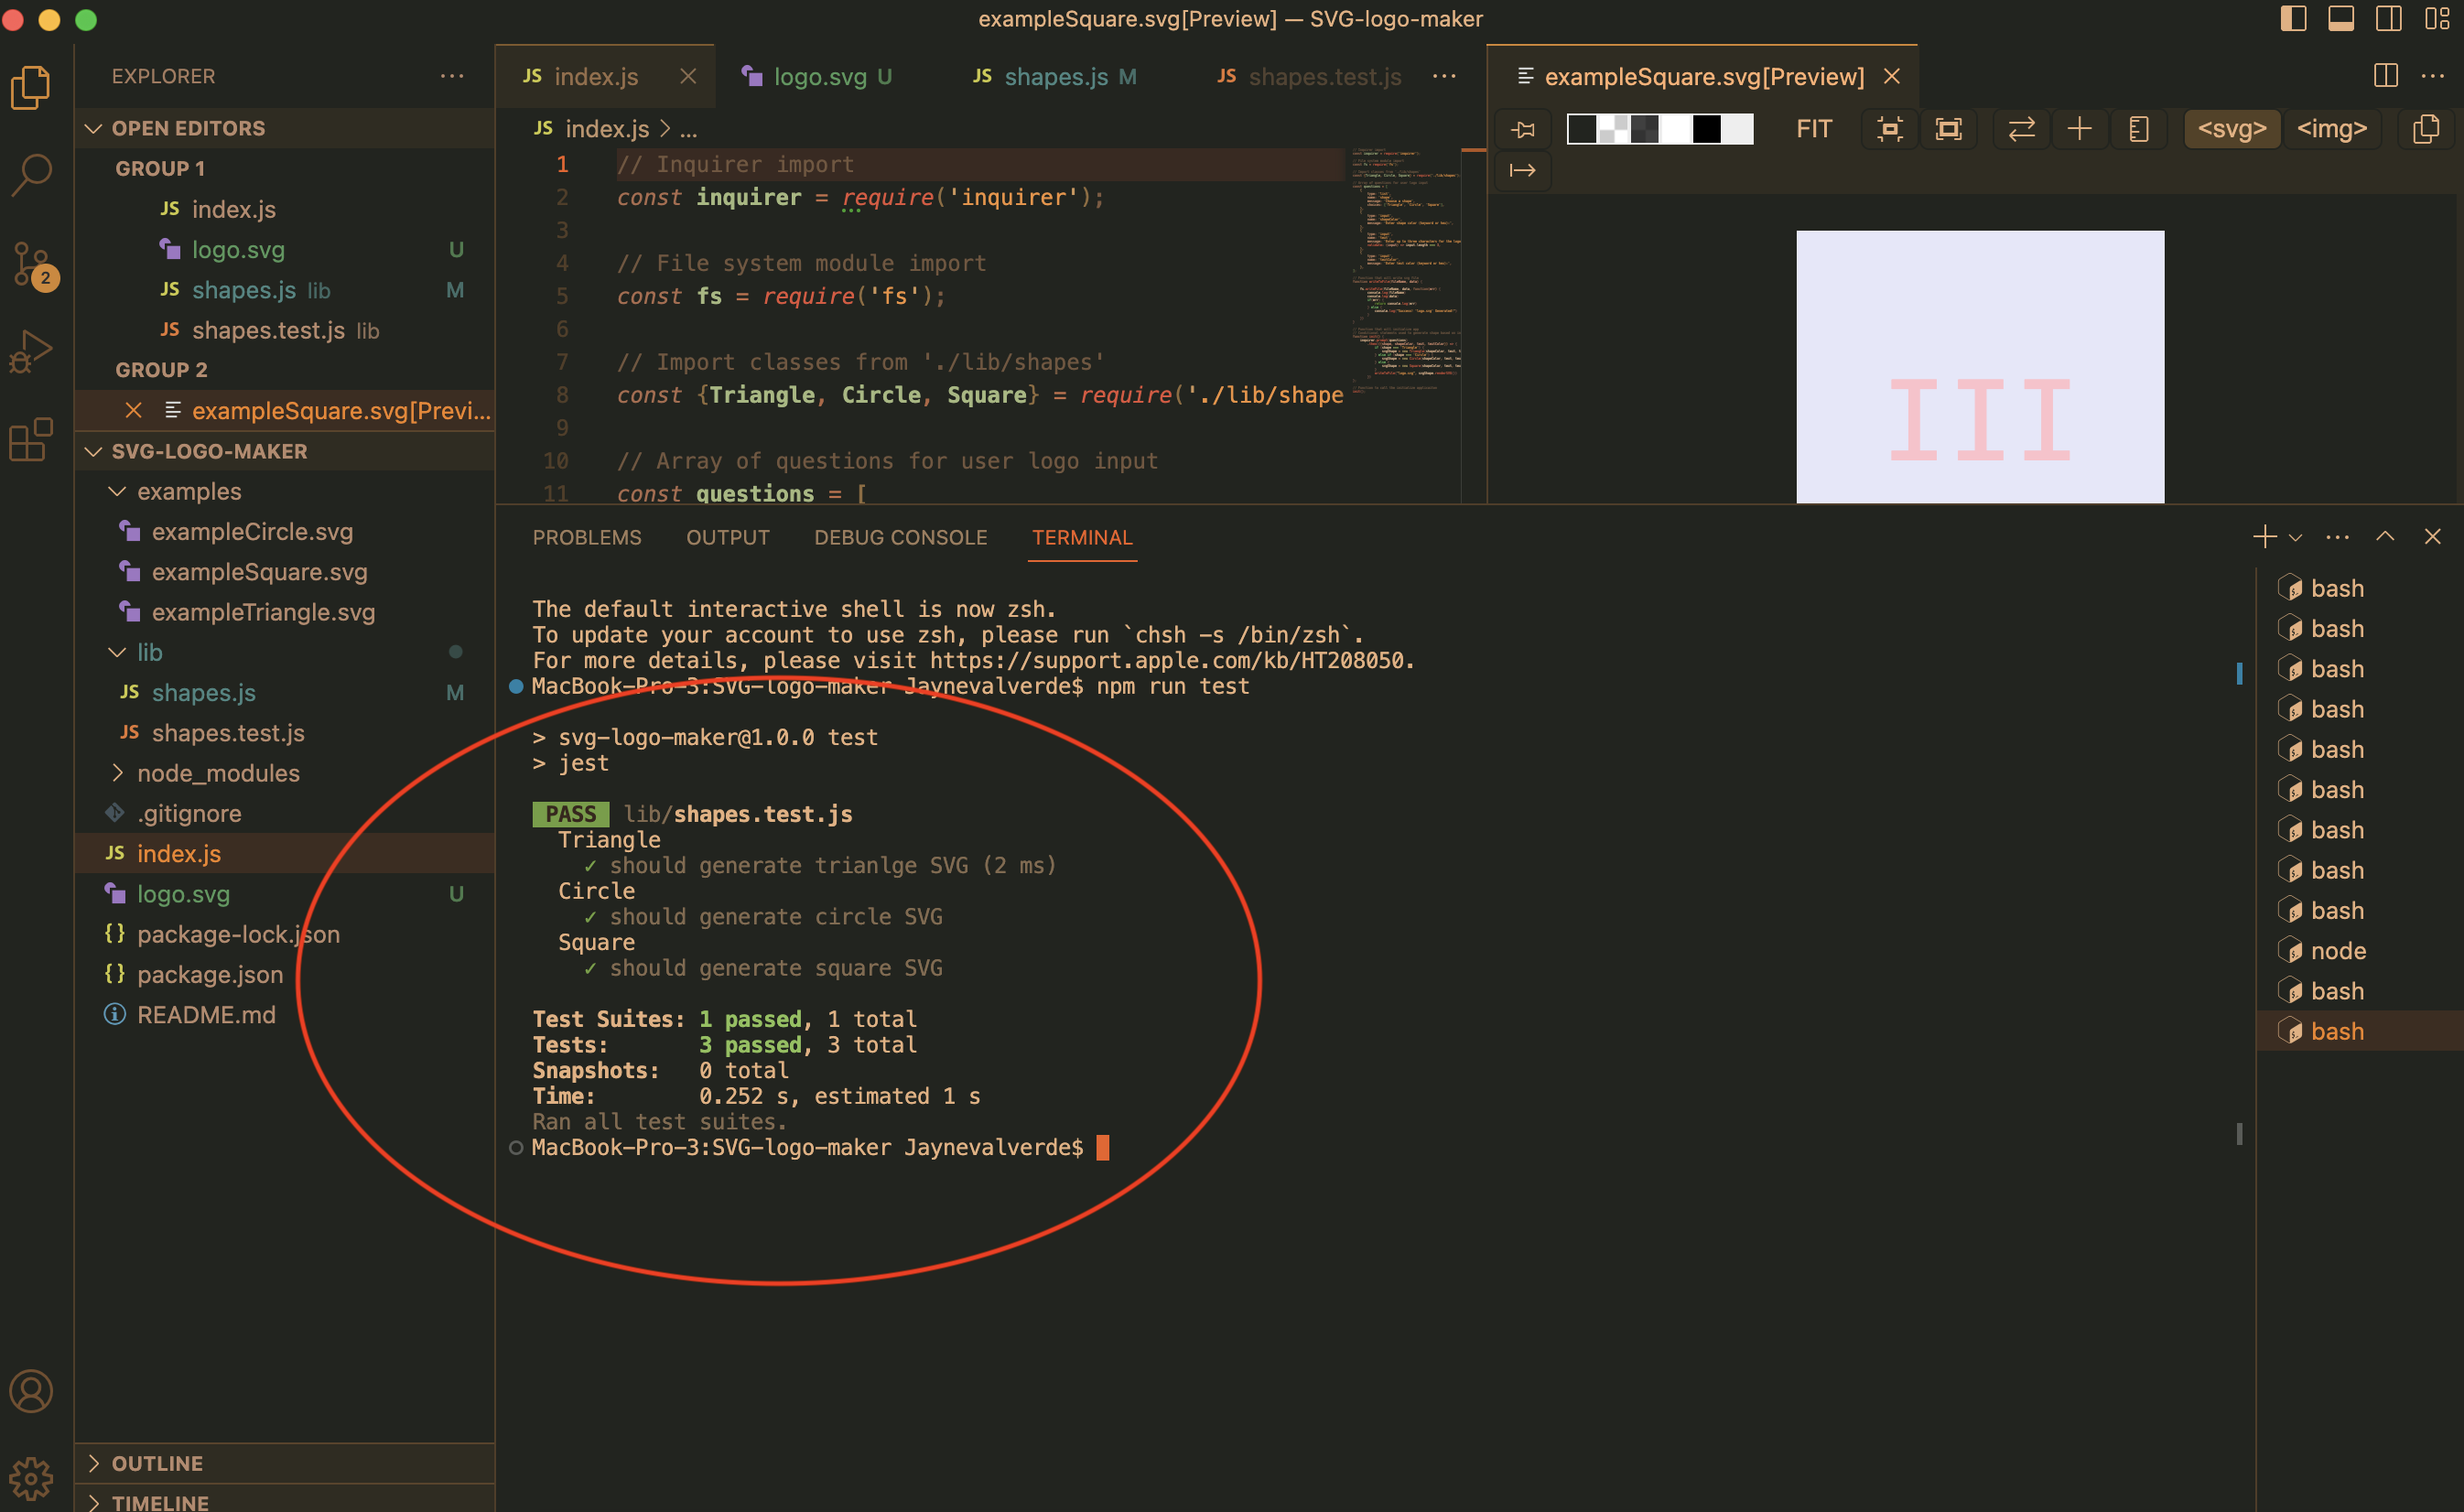 exampleSquare.svg[Preview] — SVG-logo-maker
EXPLORER
OPEN EDITORS
GROUP 1
JS index.js
logo.svg U
JS shapes.js lib M
JS shapes.test.js lib
GROUP 2
exampleSquare.svg[Previ...
SVG-LOGO-MAKER
examples
exampleCircle.svg
exampleSquare.svg
exampleTriangle.svg
lib
JS shapes.js M
JS shapes.test.js
node_modules
.gitignore
JS index.js
logo.svg U
{} package-lock.json
{} package.json
README.md
OUTLINE
TIMELINE
2
JS index.js
logo.svg U
JS shapes.js M
JS shapes.test.js
JS index.js > ...
1 // Inquirer import
2 const inquirer = require('inquirer');
3
4 // File system module import
5 const fs = require('fs');
6
7 // Import classes from './lib/shapes'
8 const {Triangle, Circle, Square} = require('./lib/shape
9
10 // Array of questions for user logo input
11 const questions = [
exampleSquare.svg[Preview]
FIT
<svg>
<img>
III
PROBLEMS
OUTPUT
DEBUG CONSOLE
TERMINAL
The default interactive shell is now zsh.
To update your account to use zsh, please run `chsh -s /bin/zsh`.
For more details, please visit https://support.apple.com/kb/HT208050.
MacBook-Pro-3:SVG-logo-maker Jaynevalverde$ npm run test
> svg-logo-maker@1.0.0 test
> jest
PASS lib/shapes.test.js
Triangle
✓ should generate trianlge SVG (2 ms)
Circle
✓ should generate circle SVG
Square
✓ should generate square SVG
Test Suites: 1 passed, 1 total
Tests: 3 passed, 3 total
Snapshots: 0 total
Time: 0.252 s, estimated 1 s
Ran all test suites.
MacBook-Pro-3:SVG-logo-maker Jaynevalverde$
bash
bash
bash
bash
bash
bash
bash
bash
bash
node
bash
bash